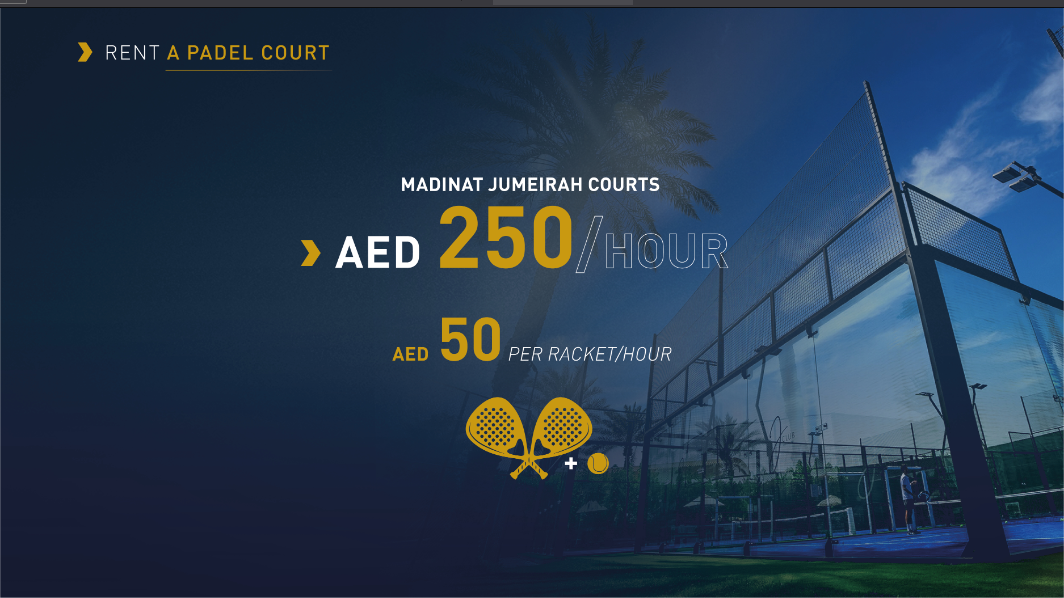 RENT A PADEL COURT
MADINAT JUMEIRAH COURTS
AED 250/HOUR
AED 50 PER RACKET/HOUR
+